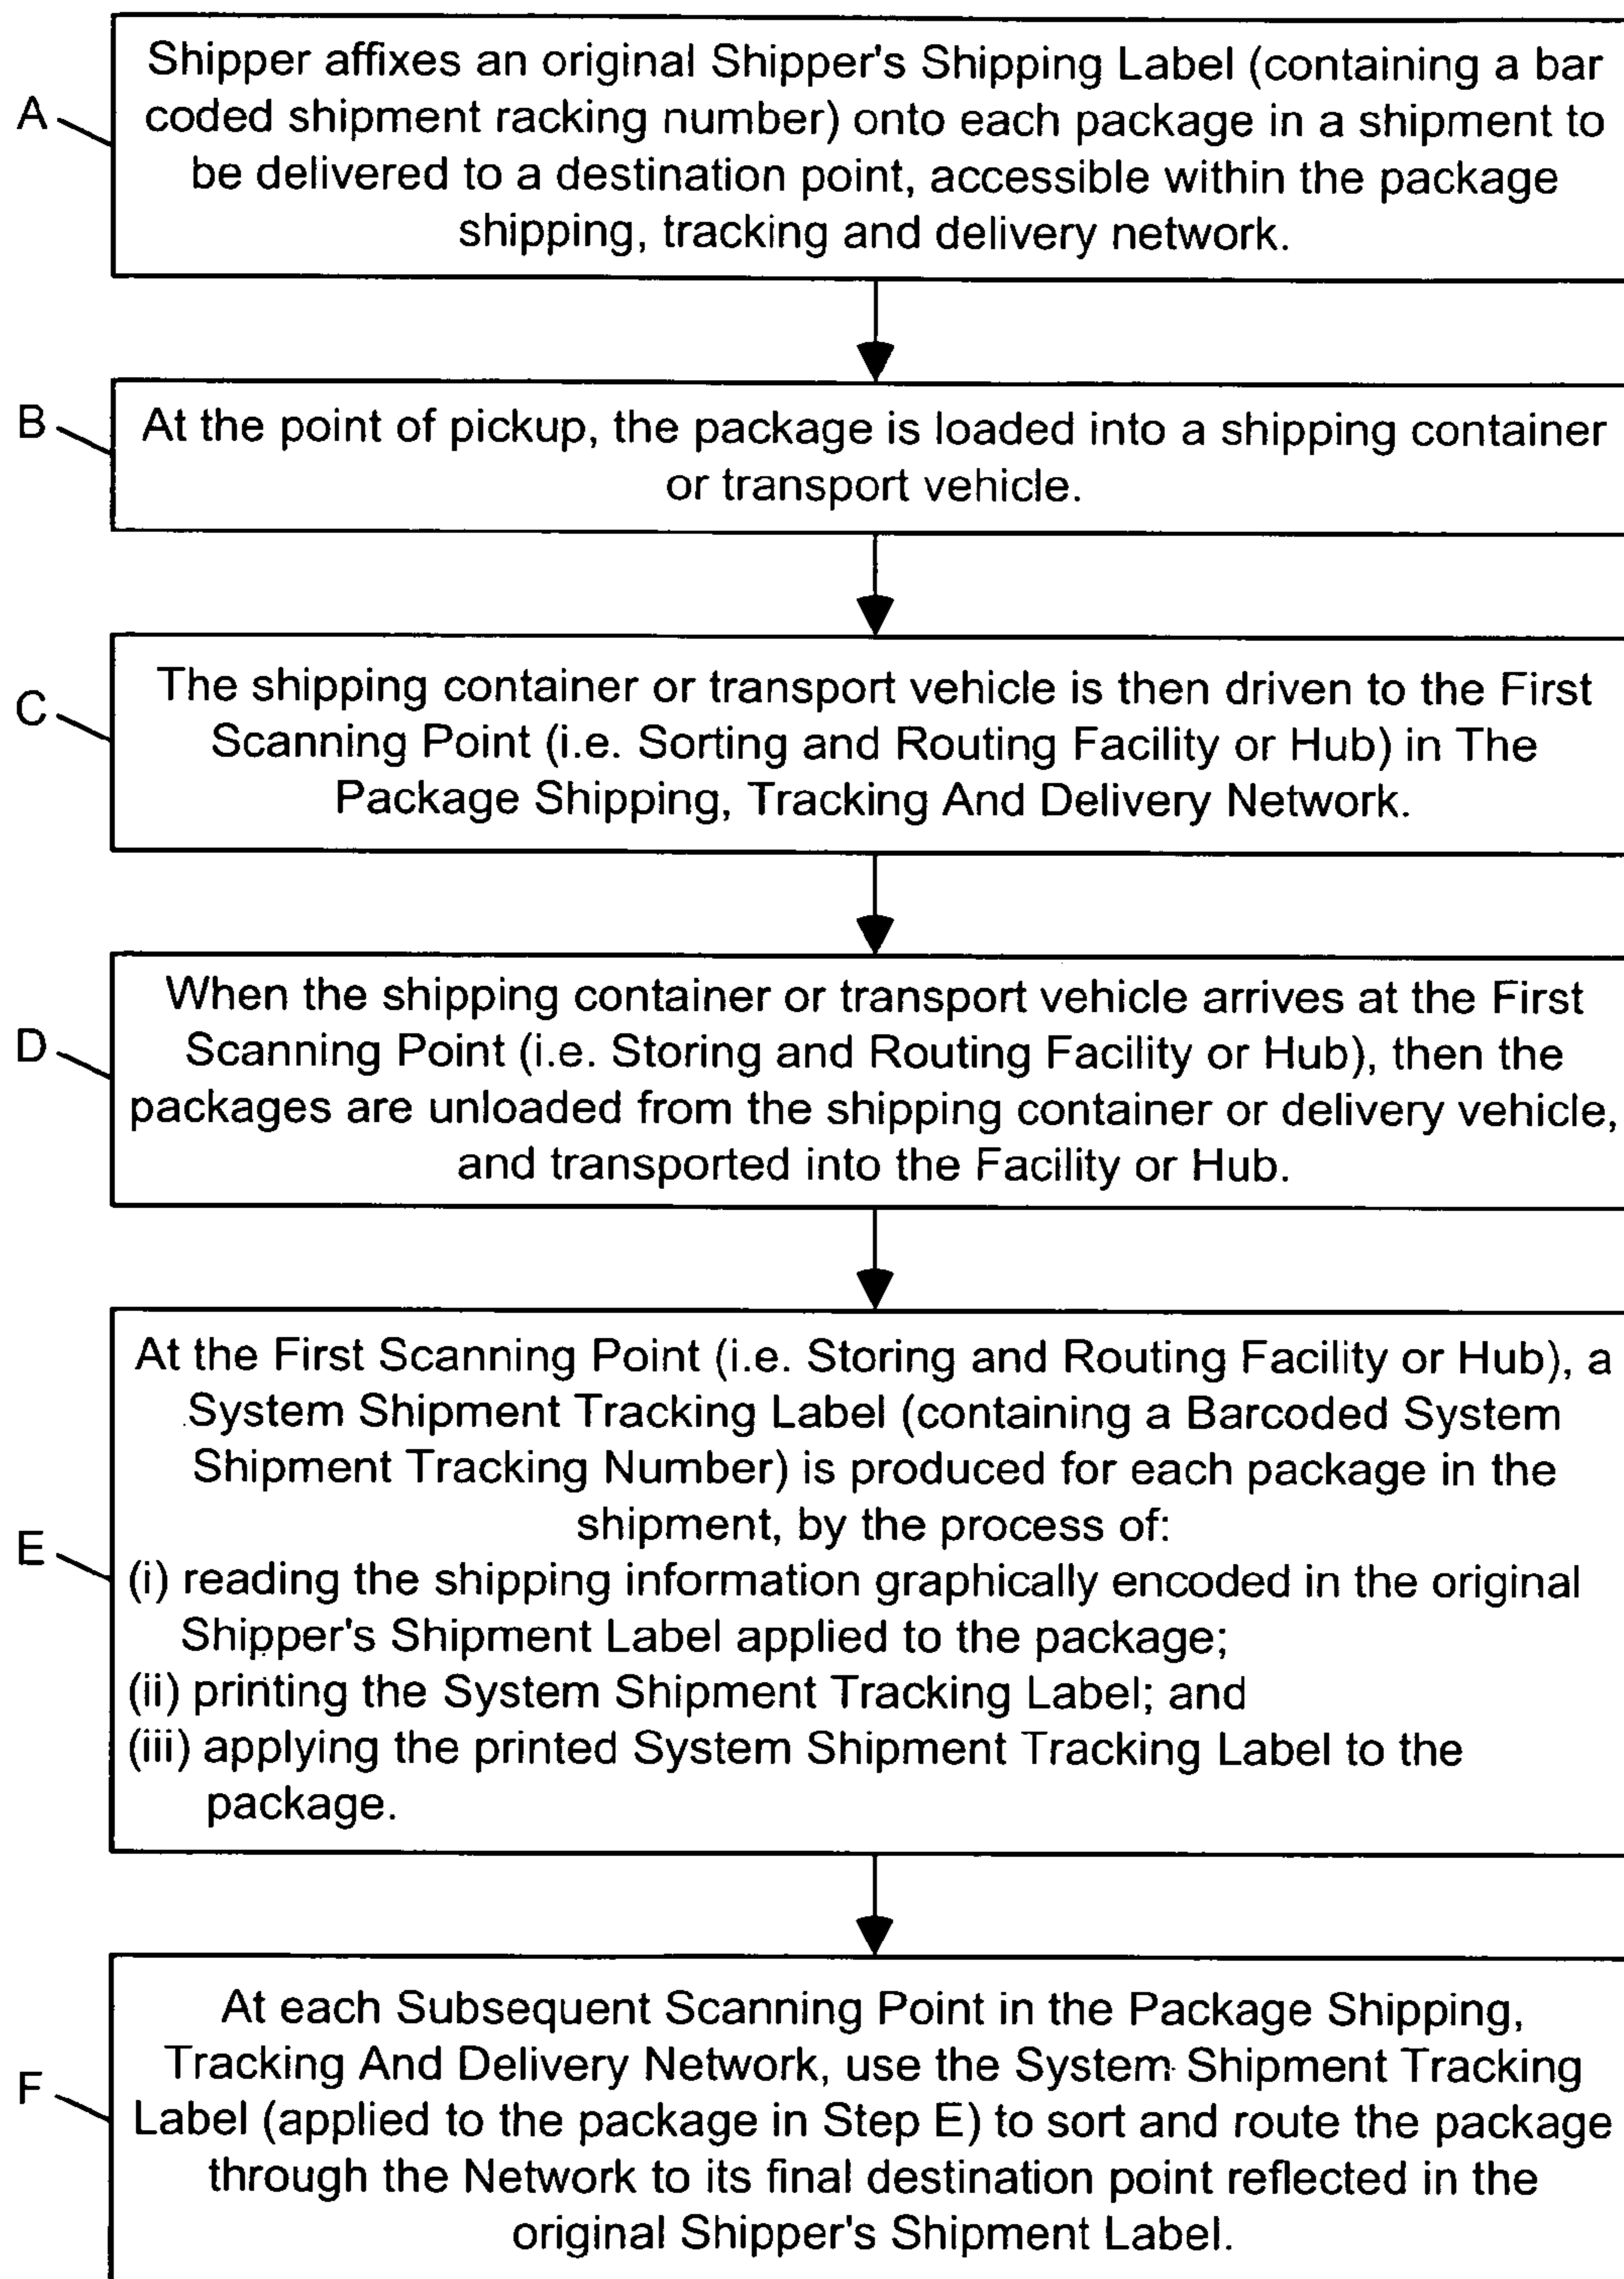 A
Shipper affixes an original Shipper's Shipping Label (containing a bar
coded shipment racking number) onto each package in a shipment to
be delivered to a destination point, accessible within the package
shipping, tracking and delivery network.
B
At the point of pickup, the package is loaded into a shipping container
or transport vehicle.
C
The shipping container or transport vehicle is then driven to the First
Scanning Point (i.e. Sorting and Routing Facility or Hub) in The
Package Shipping, Tracking And Delivery Network.
D
When the shipping container or transport vehicle arrives at the First
Scanning Point (i.e. Storing and Routing Facility or Hub), then the
packages are unloaded from the shipping container or delivery vehicle,
and transported into the Facility or Hub.
E
At the First Scanning Point (i.e. Storing and Routing Facility or Hub), a
System Shipment Tracking Label (containing a Barcoded System
Shipment Tracking Number) is produced for each package in the
shipment, by the process of:
(i) reading the shipping information graphically encoded in the original
Shipper's Shipment Label applied to the package;
(ii) printing the System Shipment Tracking Label; and
(iii) applying the printed System Shipment Tracking Label to the
package.
F
At each Subsequent Scanning Point in the Package Shipping,
Tracking And Delivery Network, use the System Shipment Tracking
Label (applied to the package in Step E) to sort and route the package
through the Network to its final destination point reflected in the
original Shipper's Shipment Label.